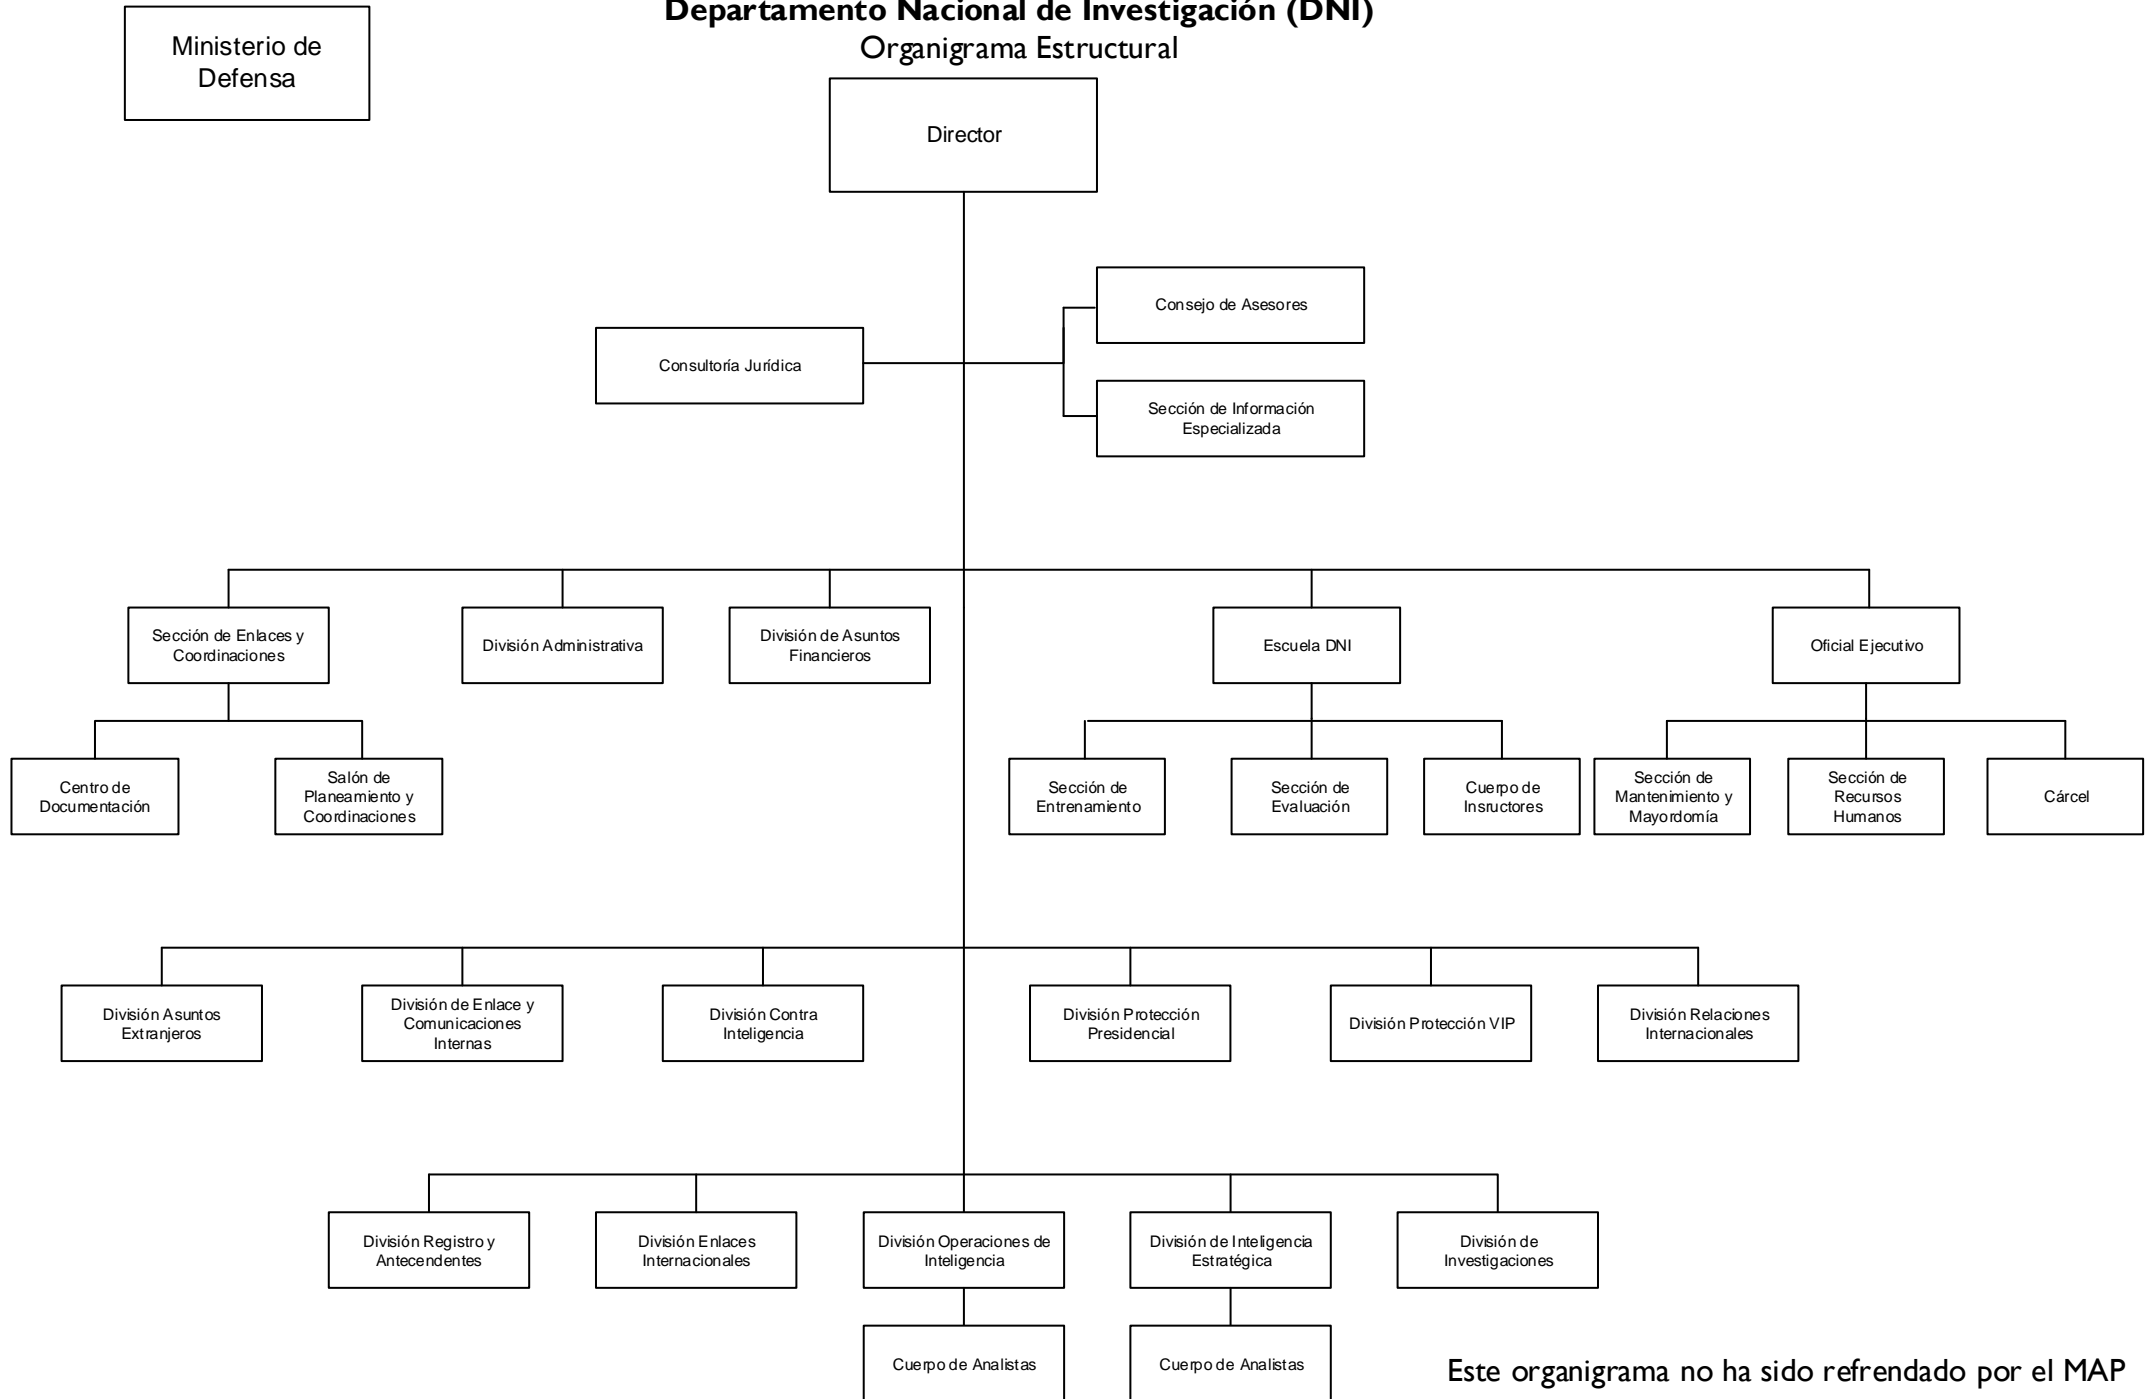 Departamento Nacional de Investigación (DNI)
Organigrama Estructural
Ministerio de
Defensa
Director
Consejo de Asesores
Consultoría Jurídica
Sección de Información
Especializada
Sección de Enlaces y
Coordinaciones
División Administrativa
División de Asuntos
Financieros
Escuela DNI
Oficial Ejecutivo
Centro de
Documentación
Salón de
Planeamiento y
Coordinaciones
Sección de
Entrenamiento
Sección de
Evaluación
Cuerpo de
Insructores
Sección de
Mantenimiento y
Mayordomía
Sección de
Recursos
Humanos
Cárcel
División Asuntos
Extranjeros
División de Enlace y
Comunicaciones
Internas
División Contra
Inteligencia
División Protección
Presidencial
División Protección VIP
División Relaciones
Internacionales
División Registro y
Antecendentes
División Enlaces
Internacionales
División Operaciones de
Inteligencia
División de Inteligencia
Estratégica
División de
Investigaciones
Cuerpo de Analistas
Cuerpo de Analistas
Este organigrama no ha sido refrendado por el MAP